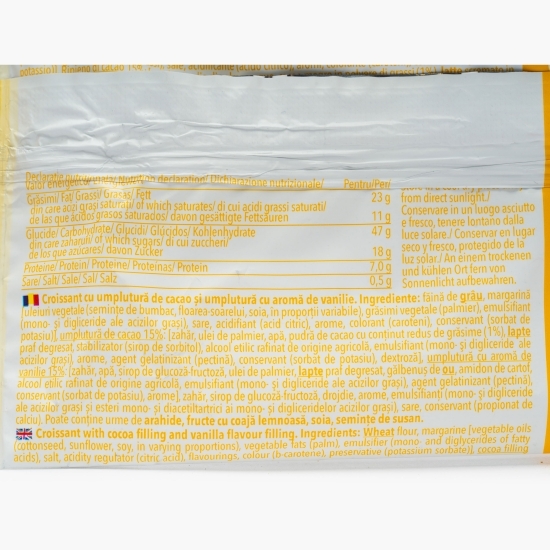 potasiu)].Ripiano di cacao 1%
Declarație nutrițională/ Nutrition declaration/ Dichiarazione nutrizionale/
Valor energetic
Pentru/Per/
Grăsimi/ Fat/ Grassi/ Grasas/ Fett
23 g
din care acizi grași saturați/ of which saturates/ di cui acidi grassi saturati/
de las que ácidos grasos saturados/ davon gesättigte Fettsäuren
11 g
Glucide/ Carbohydrate/ Glucidi/ Glúcidos/ Kohlenhydrate
47 g
din care zaharuri/ of which sugars/ di cui zuccheri/
de los que azúcares/ davon Zucker
18 g
Proteine/ Protein/ Proteine/ Proteínas/ Protein
7,0 g
Sare/ Salt/ Sale/ Sal/ Salz
0,5 g
from direct sunlight./
Conservare in un luogo asciutto
e fresco, tenere lontano dalla
luce solare./ Conservar en lugar
seco y fresco, protegido de la
luz solar./ An einem trockenen
und kühlen Ort fern von
Sonnenlicht aufbewahren.
Croissant cu umplutură de cacao și umplutură cu aromă de vanilie. Ingrediente: făină de grâu, margarină
[uleiuri vegetale (semințe de bumbac, floarea-soarelui, soia, în proporții variabile), grăsimi vegetale (palmier), emulsifianți
(mono- și digliceride ale acizilor grași), sare, acidifiant (acid citric), arome, colorant (caroteni), conservant (sorbat de
potasiu)], umplutură de cacao 15% [zahăr, ulei de palmier, apă, pudră de cacao cu conținut redus de grăsime (1%), lapte
praf degresat, stabilizator (sirop de sorbitol), alcool etilic rafinat de origine agricolă, emulsifiant (mono- și digliceride ale
acizilor grași), arome, agent gelatinizant (pectină), conservant (sorbat de potasiu), dextroză], umplutură cu aromă de
vanilie 15% [zahăr, apă, sirop de glucoză-fructoză, ulei de palmier, lapte praf degresat, gălbenuș de ou, amidon de cartof,
alcool etilic rafinat de origine agricolă, emulsifiant (mono- și digliceride ale acizilor grași), agent gelatinizant (pectină),
conservant (sorbat de potasiu), arome], zahăr, sirop de glucoză-fructoză, drojdie, arome, emulsifianți (mono- și digliceride
ale acizilor grași și esteri mono- și diacetiltartrici ai mono- și digliceridelor acizilor grași), sare, conservant (propionat de
calciu). Poate conține urme de arahide, fructe cu coajă lemnoasă, soia, semințe de susan.
Croissant with cocoa filling and vanilla flavour filling. Ingredients: Wheat flour, margarine [vegetable oils
(cottonseed, sunflower, soy, in varying proportions), vegetable fats (palm), emulsifier (mono- and diglycerides of fatty
acids), salt, acidity regulator (citric acid), flavourings, colour (b-carotene), preservative (potassium sorbate)], cocoa filling